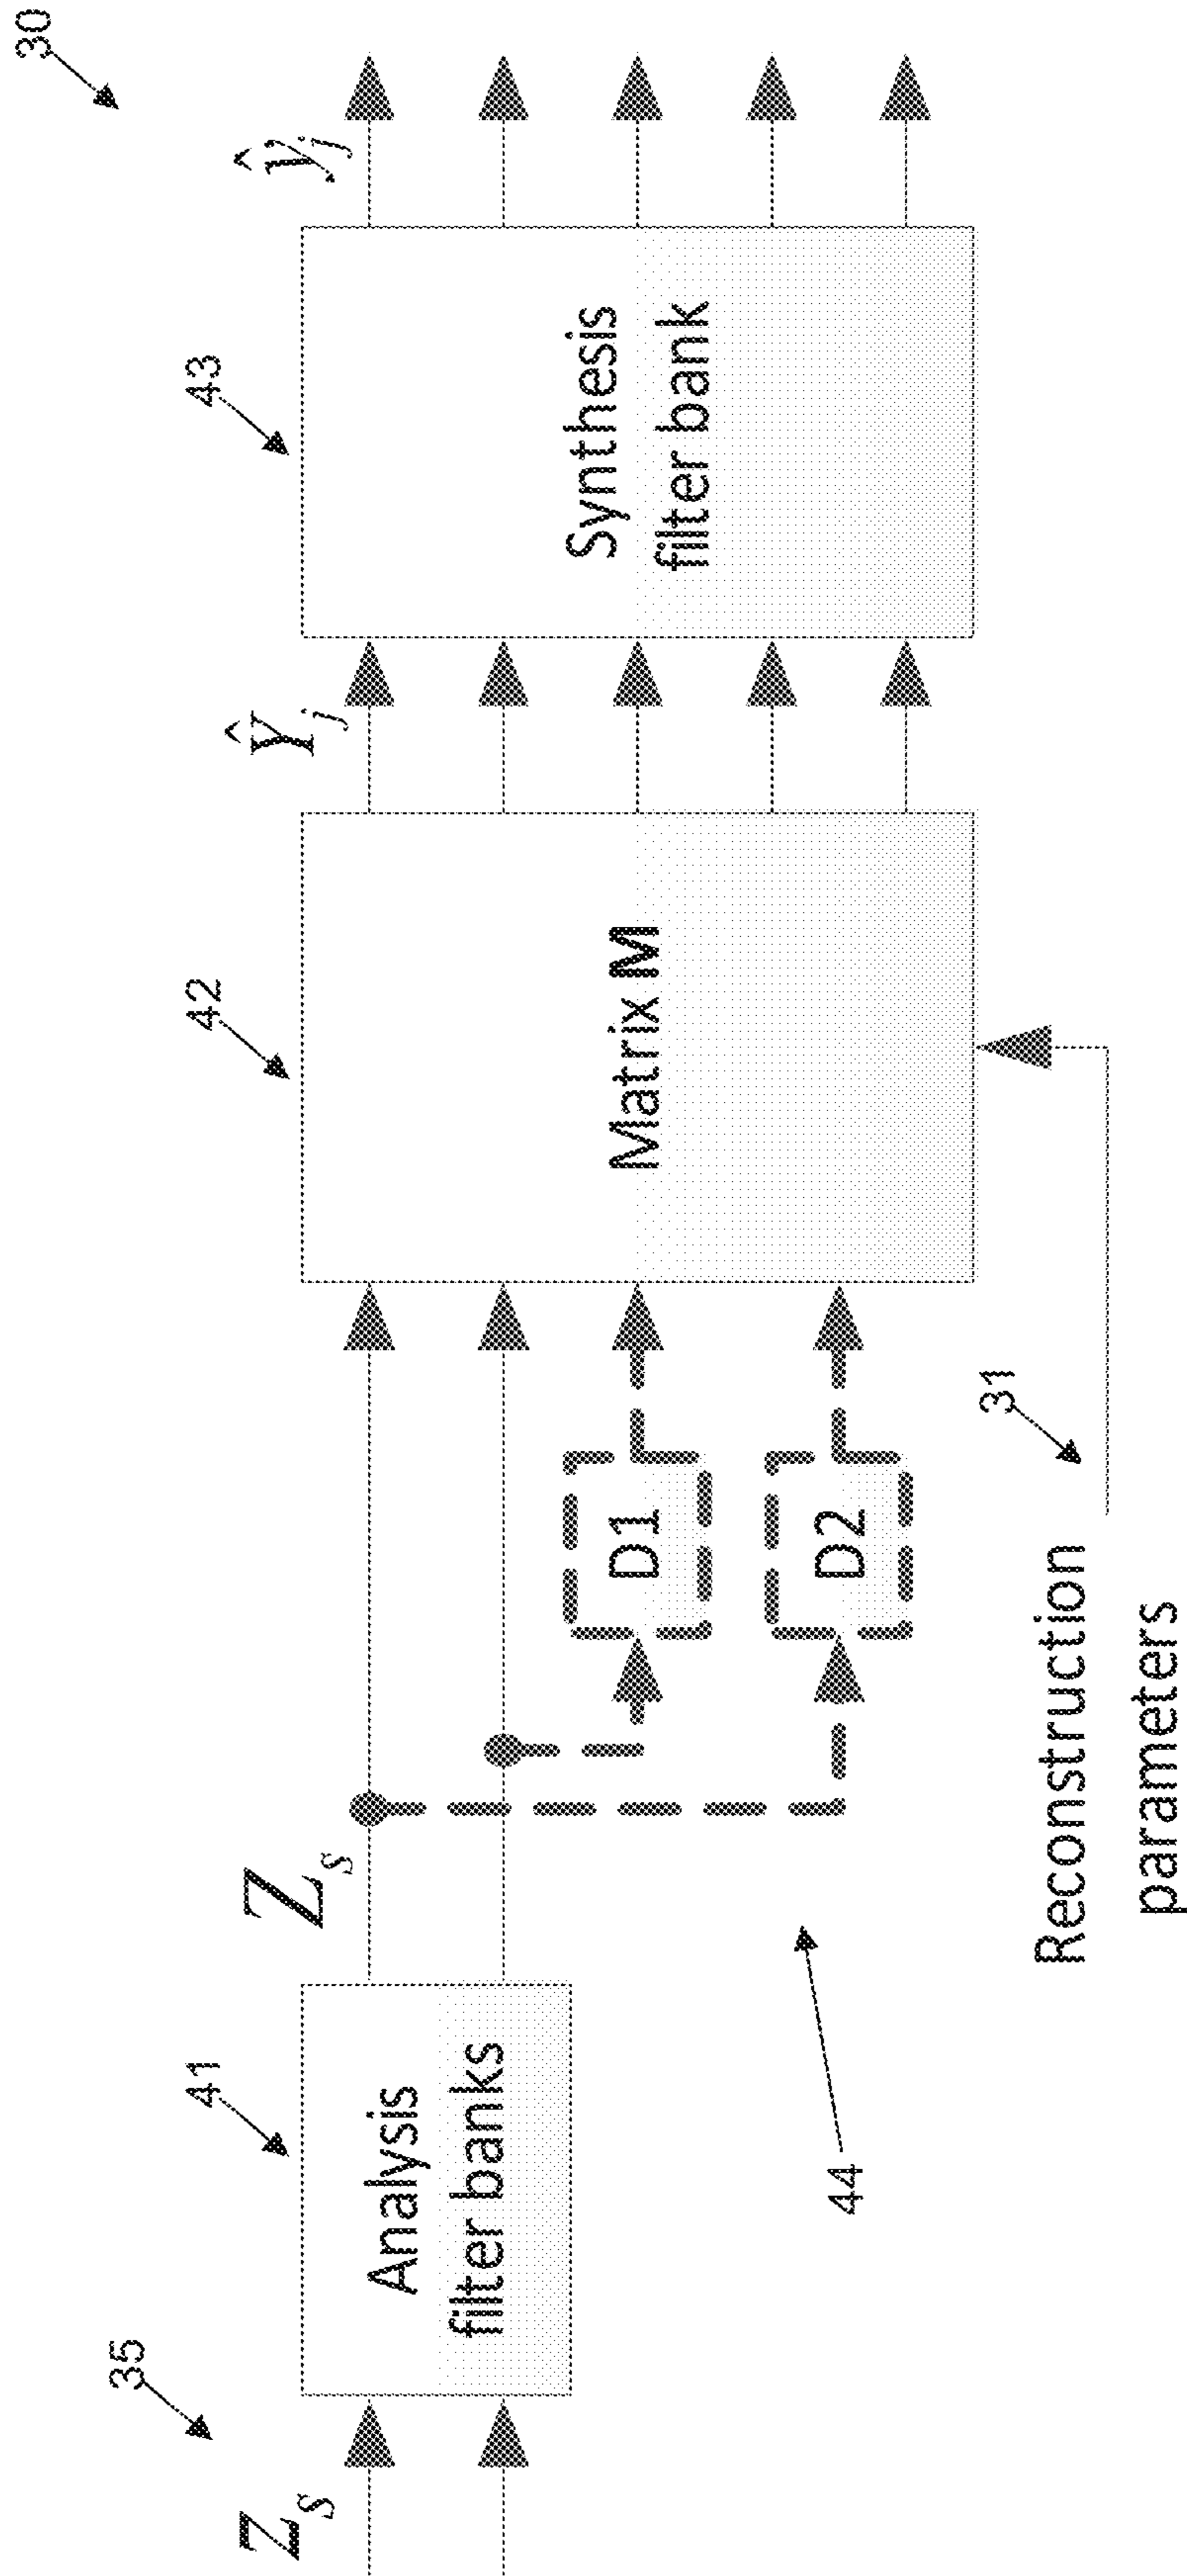 30
35
41
42
43
z_s
Z_s
Ŷ_j
ŷ_j
Analysis
filter banks
D1
D2
Matrix M
Synthesis
filter bank
44
31
Reconstruction
parameters